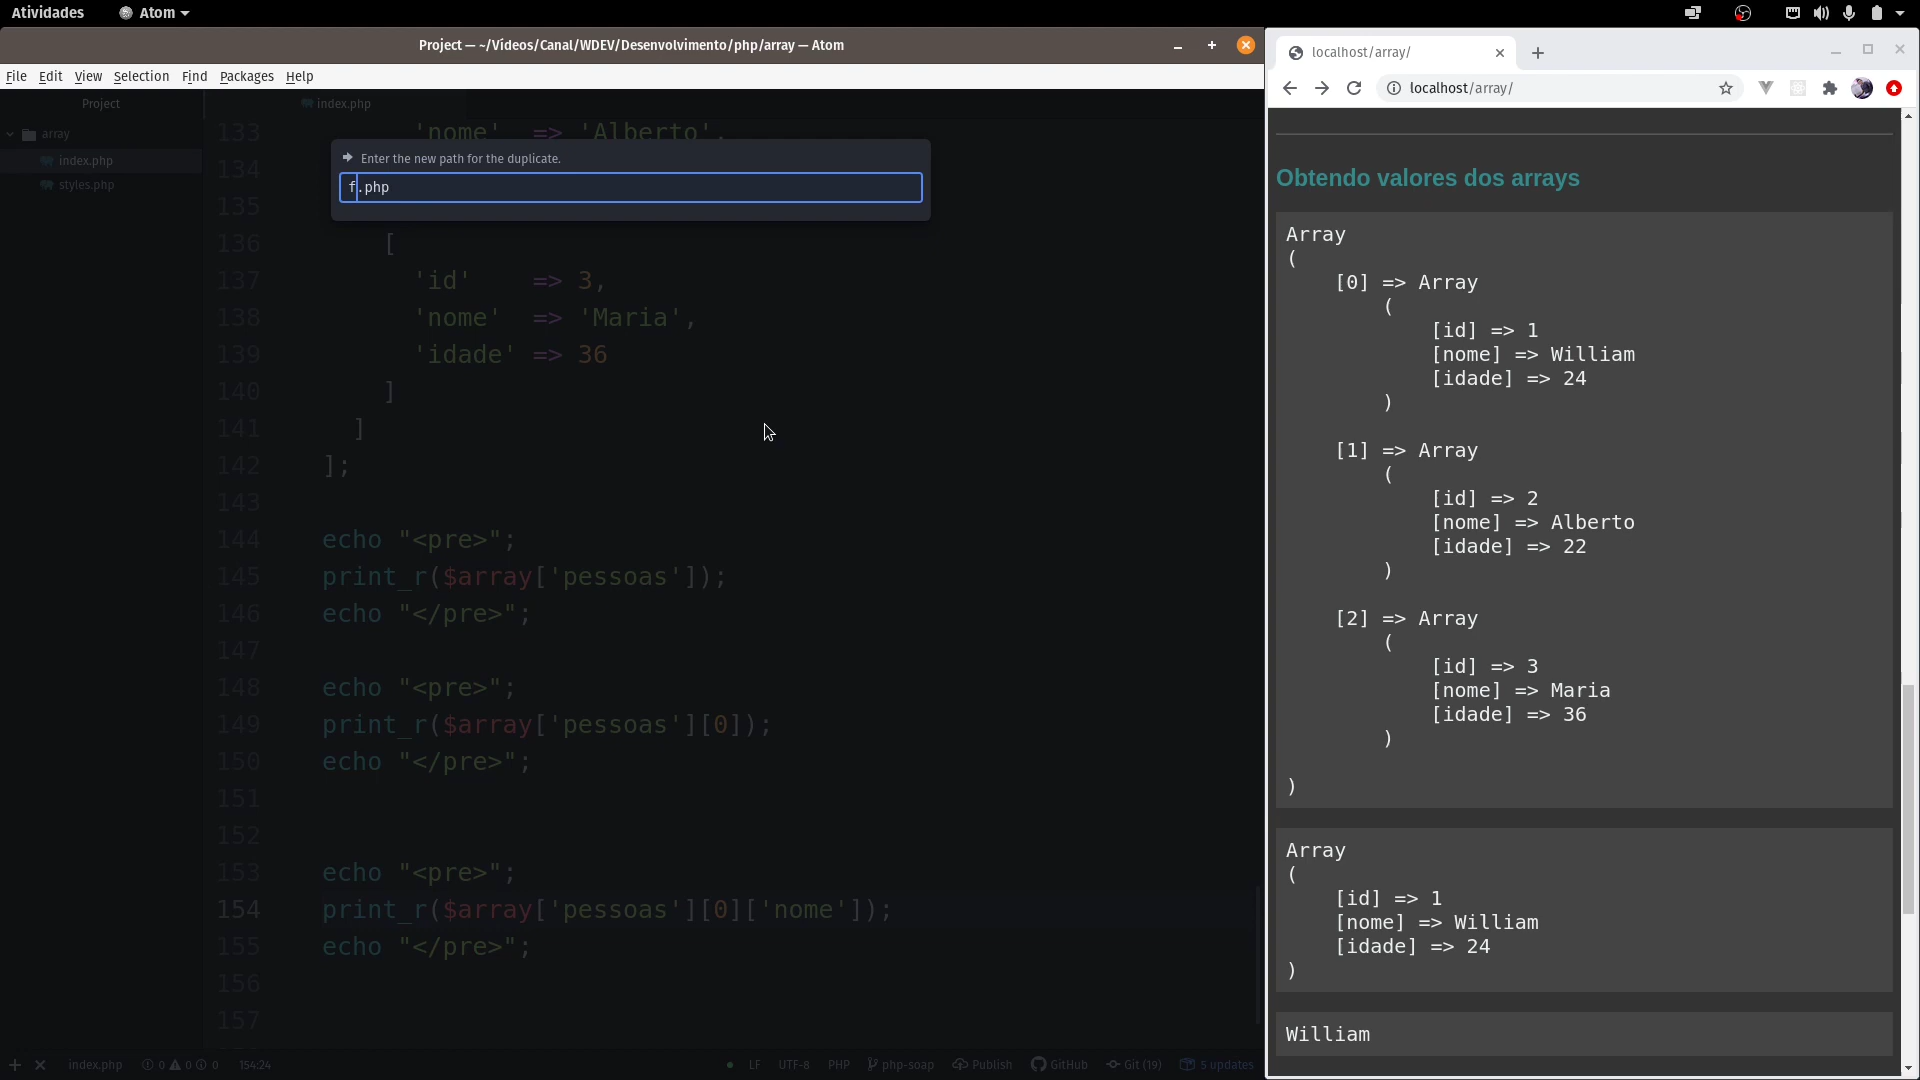 Atividades
Atom
Project — ~/Vídeos/Canal/WDEV/Desenvolvimento/php/array — Atom
File Edit View Selection Find Packages Help
Project
array
index.php
styles.php
index.php
Enter the new path for the duplicate.
f.php
133 'nome' => 'Alberto',
134
135
136 [
137 'id' => 3,
138 'nome' => 'Maria',
139 'idade' => 36
140 ]
141 ]
142 ];
143
144 echo "<pre>";
145 print_r($array['pessoas']);
146 echo "</pre>";
147
148 echo "<pre>";
149 print_r($array['pessoas'][0]);
150 echo "</pre>";
151
152
153 echo "<pre>";
154 print_r($array['pessoas'][0]['nome']);
155 echo "</pre>";
156
157
index.php 0 0 0 154:24 LF UTF-8 PHP php-soap Publish GitHub Git (19) 5 updates
localhost/array/
localhost/array/
Obtendo valores dos arrays
Array
(
[0] => Array
(
[id] => 1
[nome] => William
[idade] => 24
)
[1] => Array
(
[id] => 2
[nome] => Alberto
[idade] => 22
)
[2] => Array
(
[id] => 3
[nome] => Maria
[idade] => 36
)
)
Array
(
[id] => 1
[nome] => William
[idade] => 24
)
William